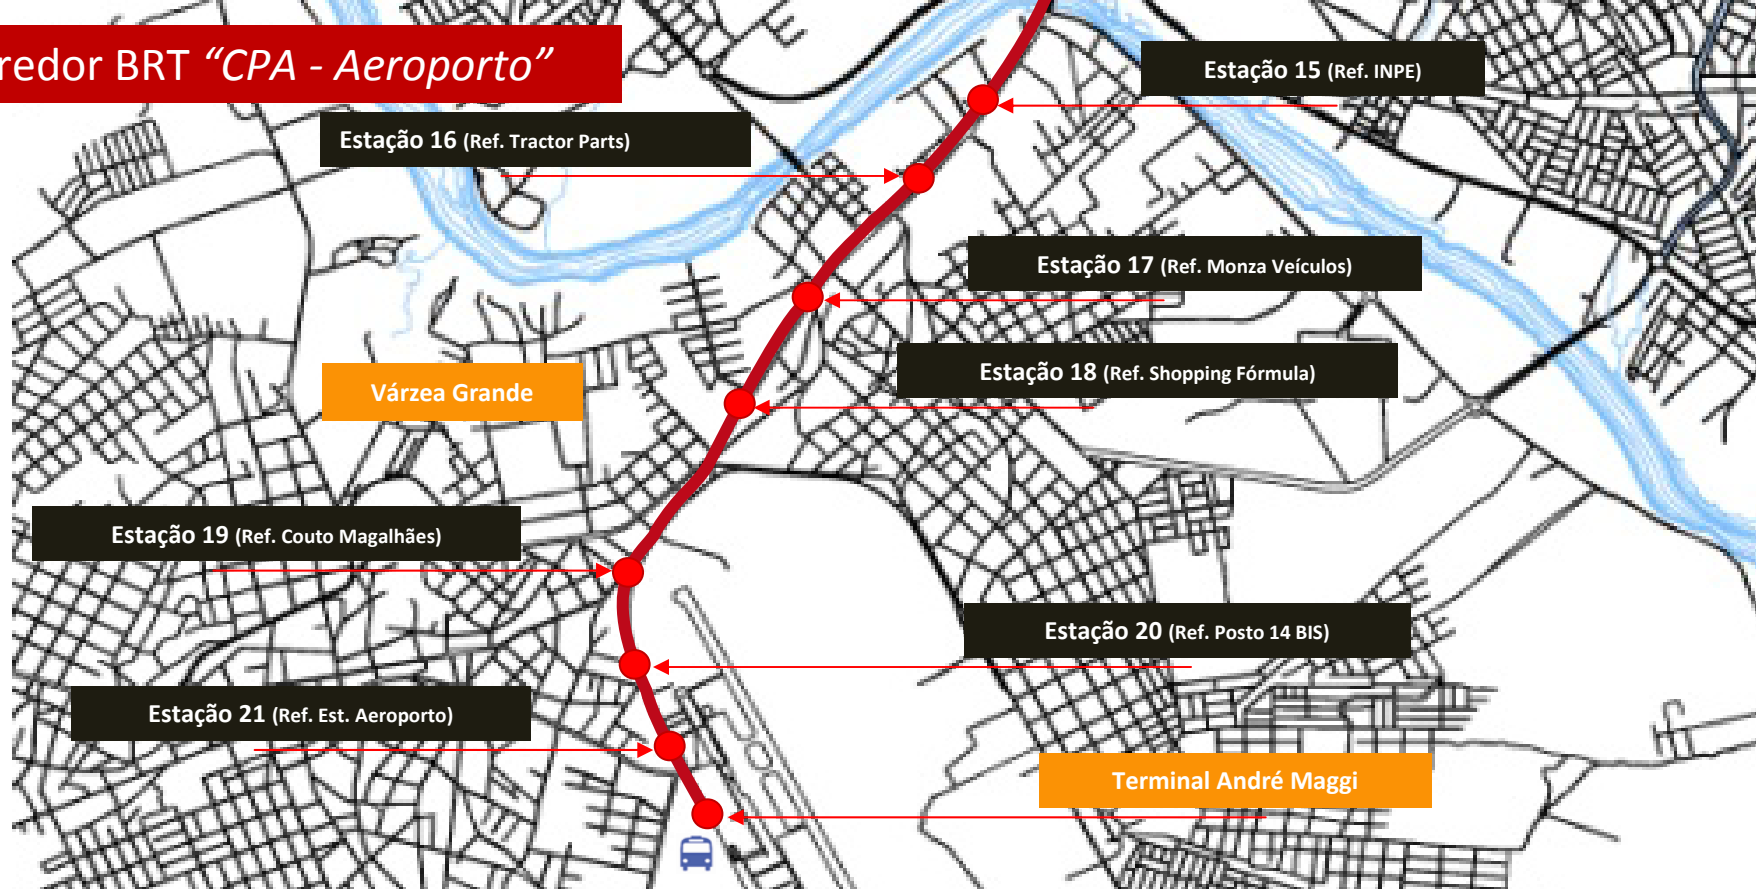 redor BRT “CPA - Aeroporto”
Estação 15 (Ref. INPE)
Estação 16 (Ref. Tractor Parts)
Estação 17 (Ref. Monza Veículos)
Estação 18 (Ref. Shopping Fórmula)
Várzea Grande
Estação 19 (Ref. Couto Magalhães)
Estação 20 (Ref. Posto 14 BIS)
Estação 21 (Ref. Est. Aeroporto)
Terminal André Maggi